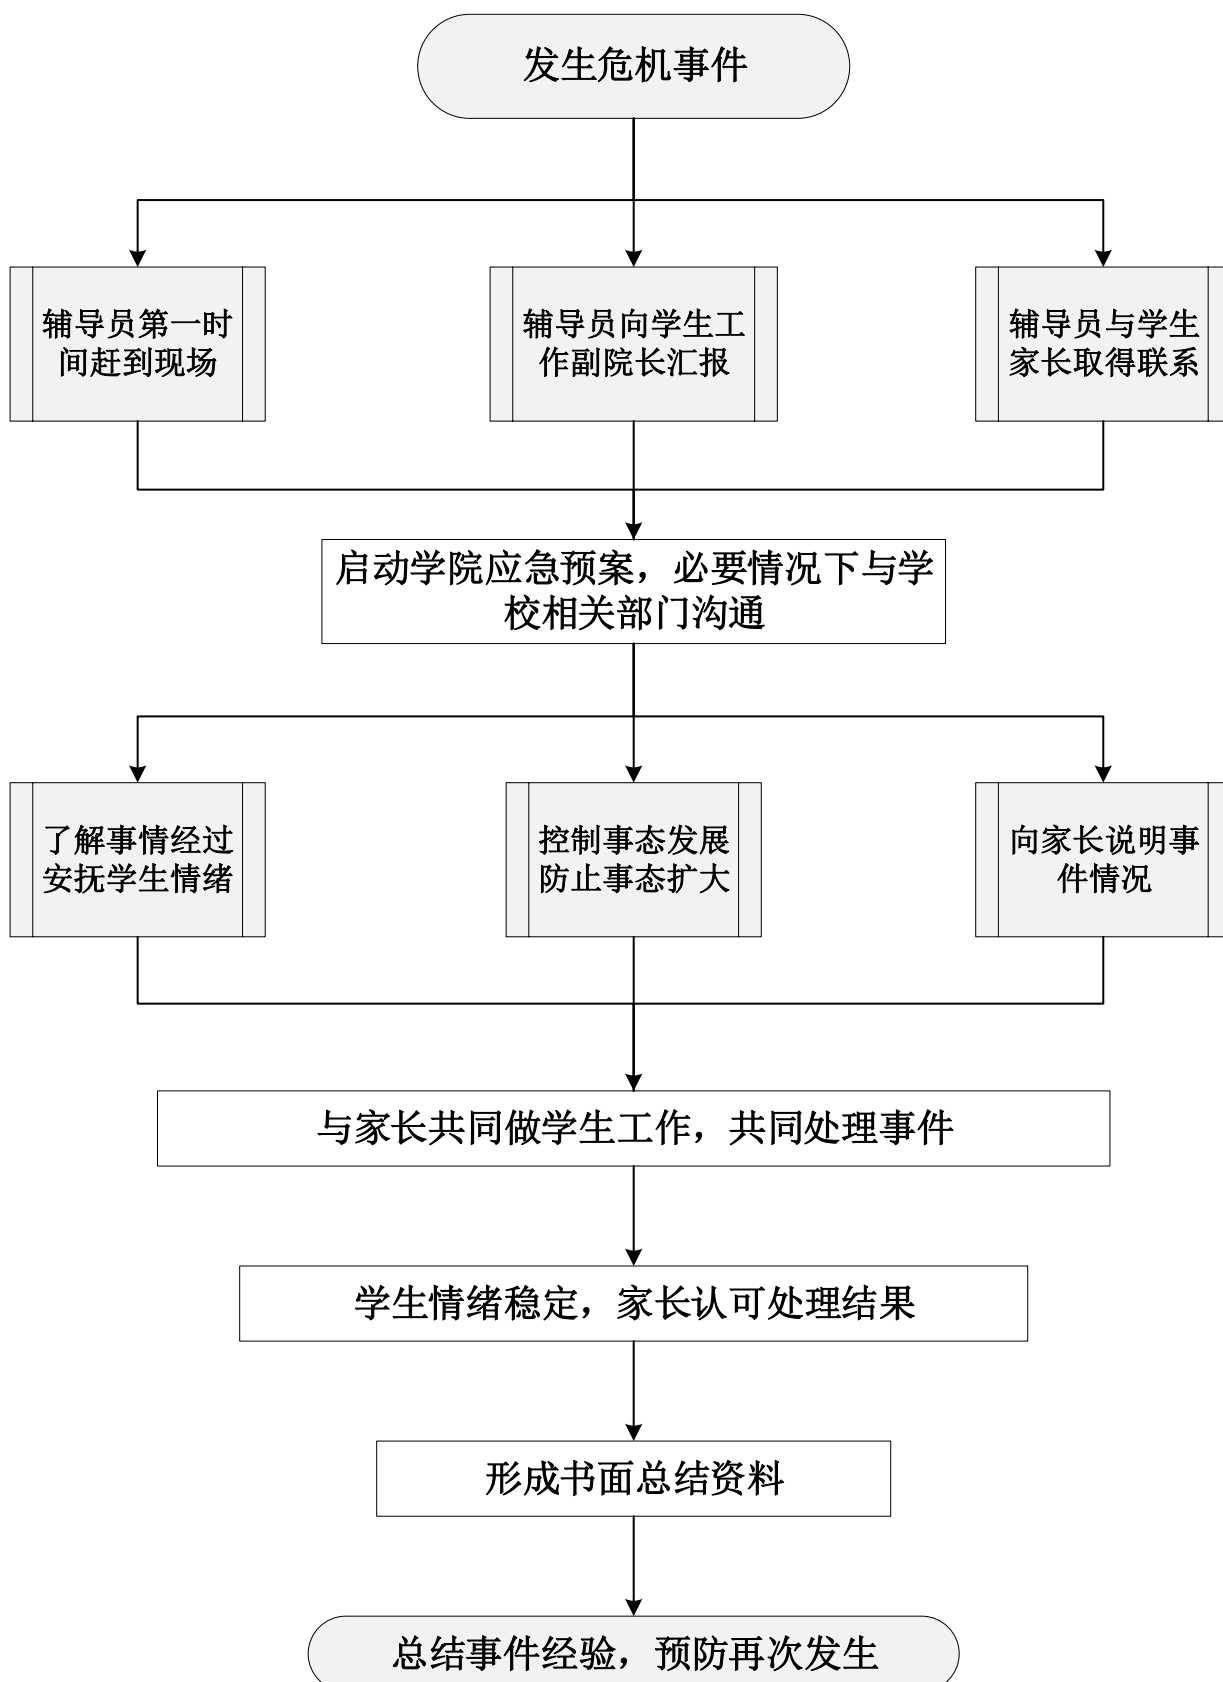 发生危机事件
辅导员第一时
间赶到现场
辅导员向学生工
作副院长汇报
辅导员与学生
家长取得联系
启动学院应急预案，必要情况下与学
校相关部门沟通
了解事情经过
安抚学生情绪
控制事态发展
防止事态扩大
向家长说明事
件情况
与家长共同做学生工作，共同处理事件
学生情绪稳定，家长认可处理结果
形成书面总结资料
总结事件经验，预防再次发生